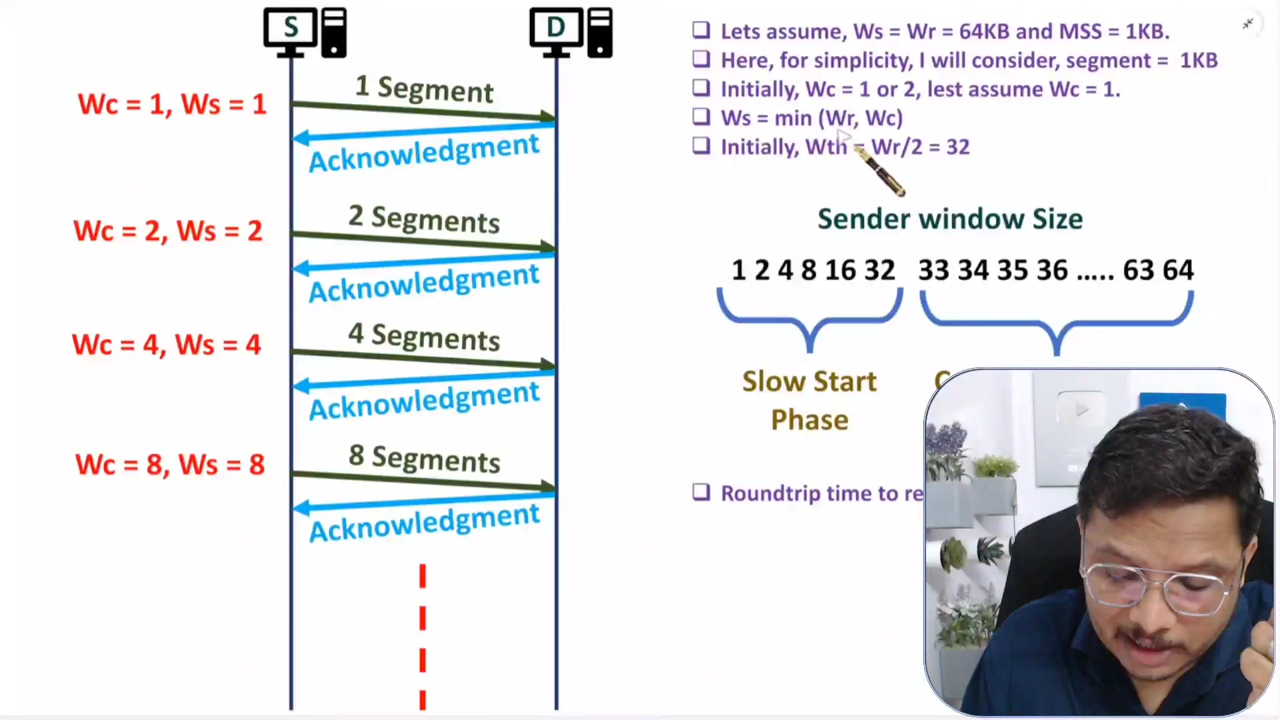 S
D
Wc = 1, Ws = 1
1 Segment
Acknowledgment
Wc = 2, Ws = 2
2 Segments
Acknowledgment
Wc = 4, Ws = 4
4 Segments
Acknowledgment
Wc = 8, Ws = 8
8 Segments
Acknowledgment
Lets assume, Ws = Wr = 64KB and MSS = 1KB.
Here, for simplicity, I will consider, segment = 1KB
Initially, Wc = 1 or 2, lest assume Wc = 1.
Ws = min (Wr, Wc)
Initially, Wth = Wr/2 = 32
Sender window Size
1 2 4 8 16 32 33 34 35 36 ..... 63 64
Slow Start
Phase
Roundtrip time to